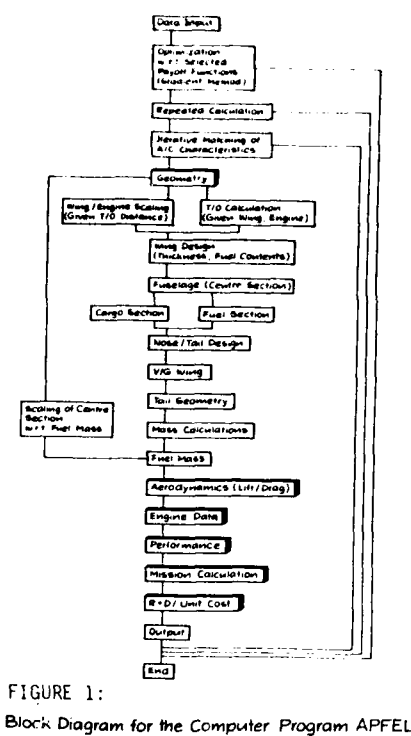 Data Input
Optimization
w.r.t. Selected
Payoff Functions
(Gradient Method)
Repeated Calculation
Iterative Matching of
A/C Characteristics
Geometry
Wing/Engine Scaling
(Given T/O Distance)
T/O Calculation
(Given Wing, Engine)
Wing Design
(Thickness, Fuel Contents)
Fuselage (Centre Section)
Cargo Section
Fuel Section
Nose/Tail Design
V/G Wing
Tail Geometry
Scaling of Centre
Section
w.r.t. Fuel Mass
Mass Calculations
Fuel Mass
Aerodynamics (Lift/Drag)
Engine Data
Performance
Mission Calculation
R+D/Unit Cost
Output
End
FIGURE 1:
Block Diagram for the Computer Program APFEL